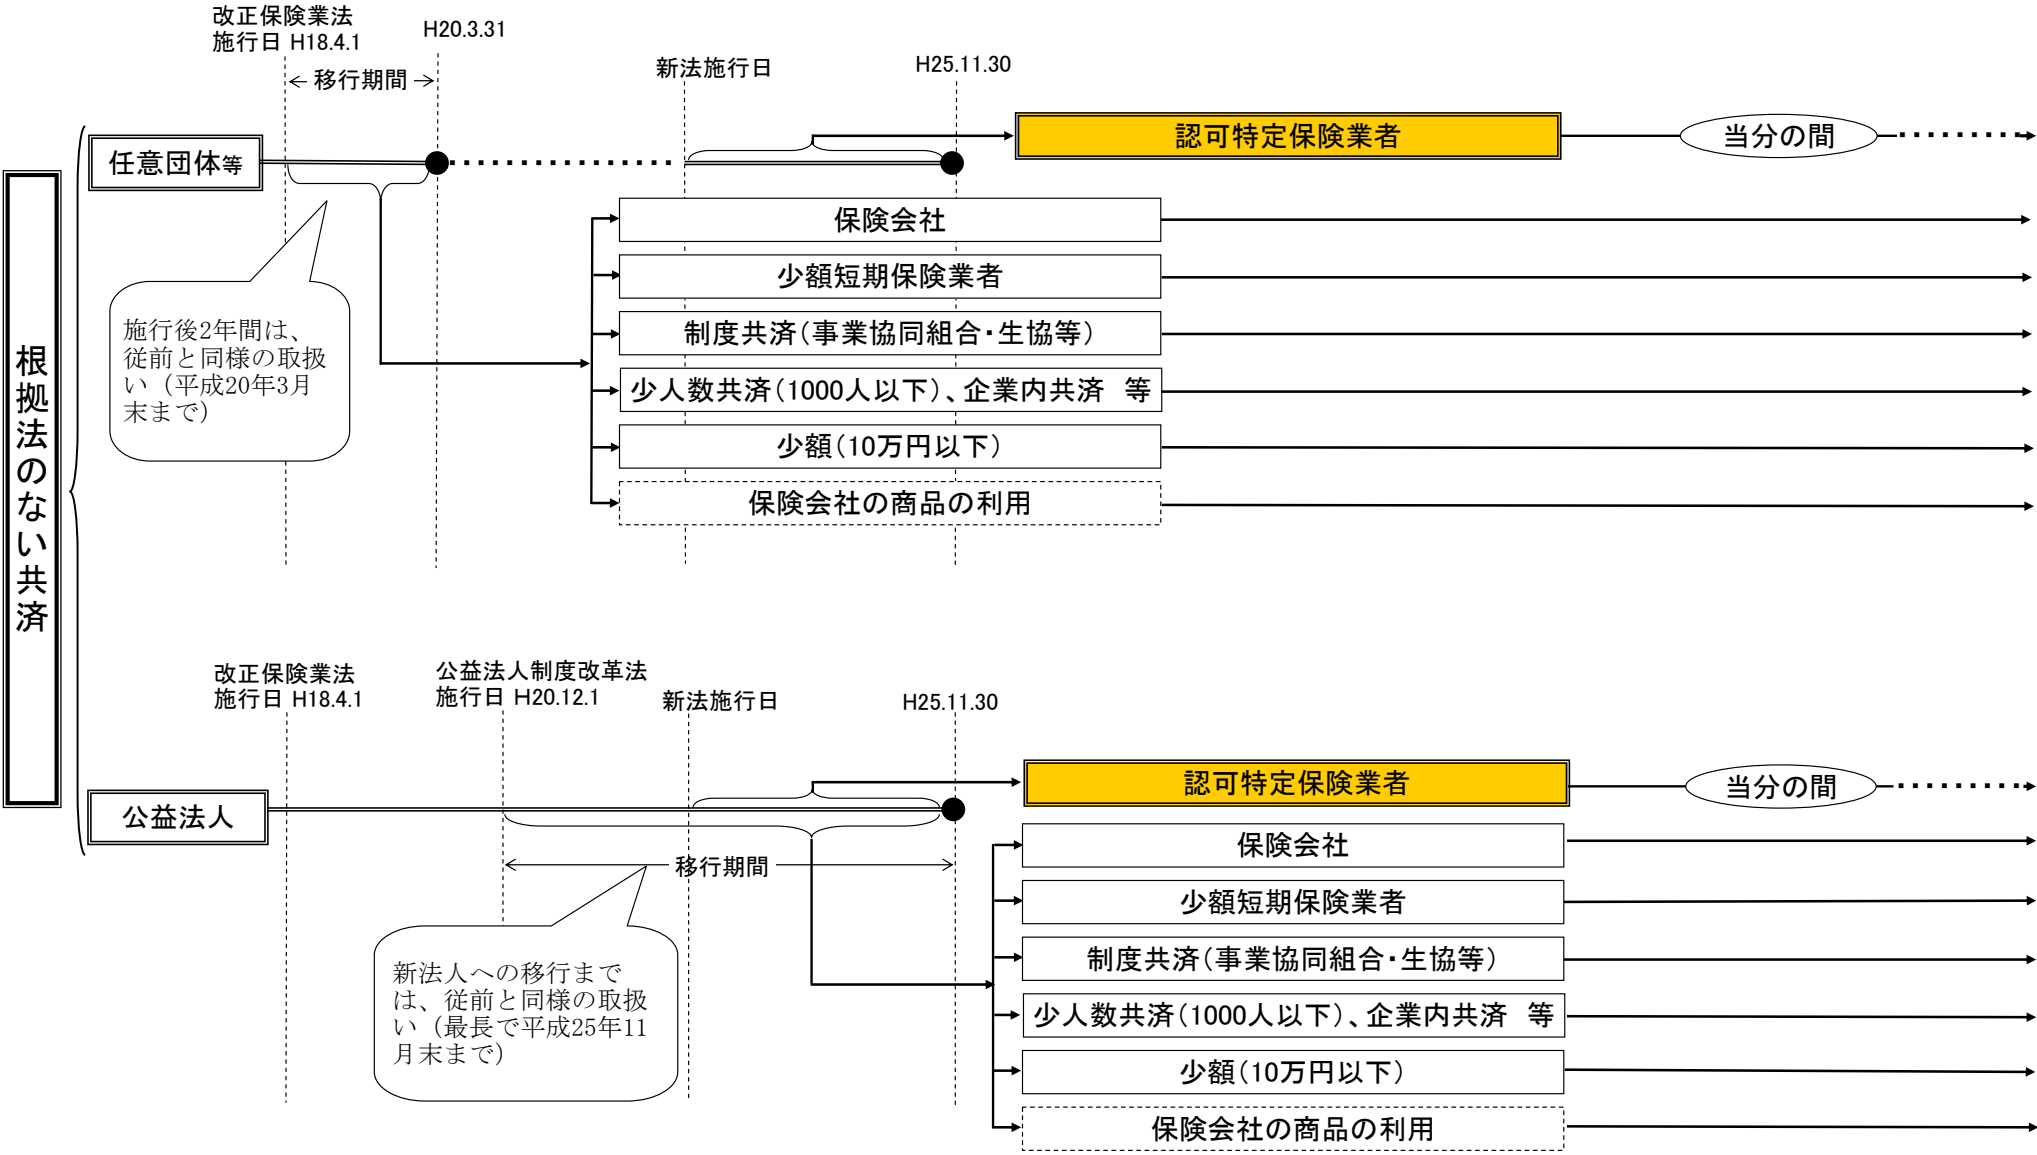 改正保険業法
施行日 H18.4.1
H20.3.31
移行期間
新法施行日
H25.11.30
根拠法のない共済
任意団体等
認可特定保険業者
当分の間
保険会社
少額短期保険業者
制度共済(事業協同組合・生協等)
少人数共済(1000人以下)、企業内共済 等
少額(10万円以下)
保険会社の商品の利用
施行後2年間は、
従前と同様の取扱
い(平成20年3月
末まで)
改正保険業法
施行日 H18.4.1
公益法人制度改革法
施行日 H20.12.1
新法施行日
H25.11.30
公益法人
認可特定保険業者
当分の間
移行期間
保険会社
少額短期保険業者
制度共済(事業協同組合・生協等)
少人数共済(1000人以下)、企業内共済 等
少額(10万円以下)
保険会社の商品の利用
新法人への移行まで
は、従前と同様の取扱
い(最長で平成25年11
月末まで)